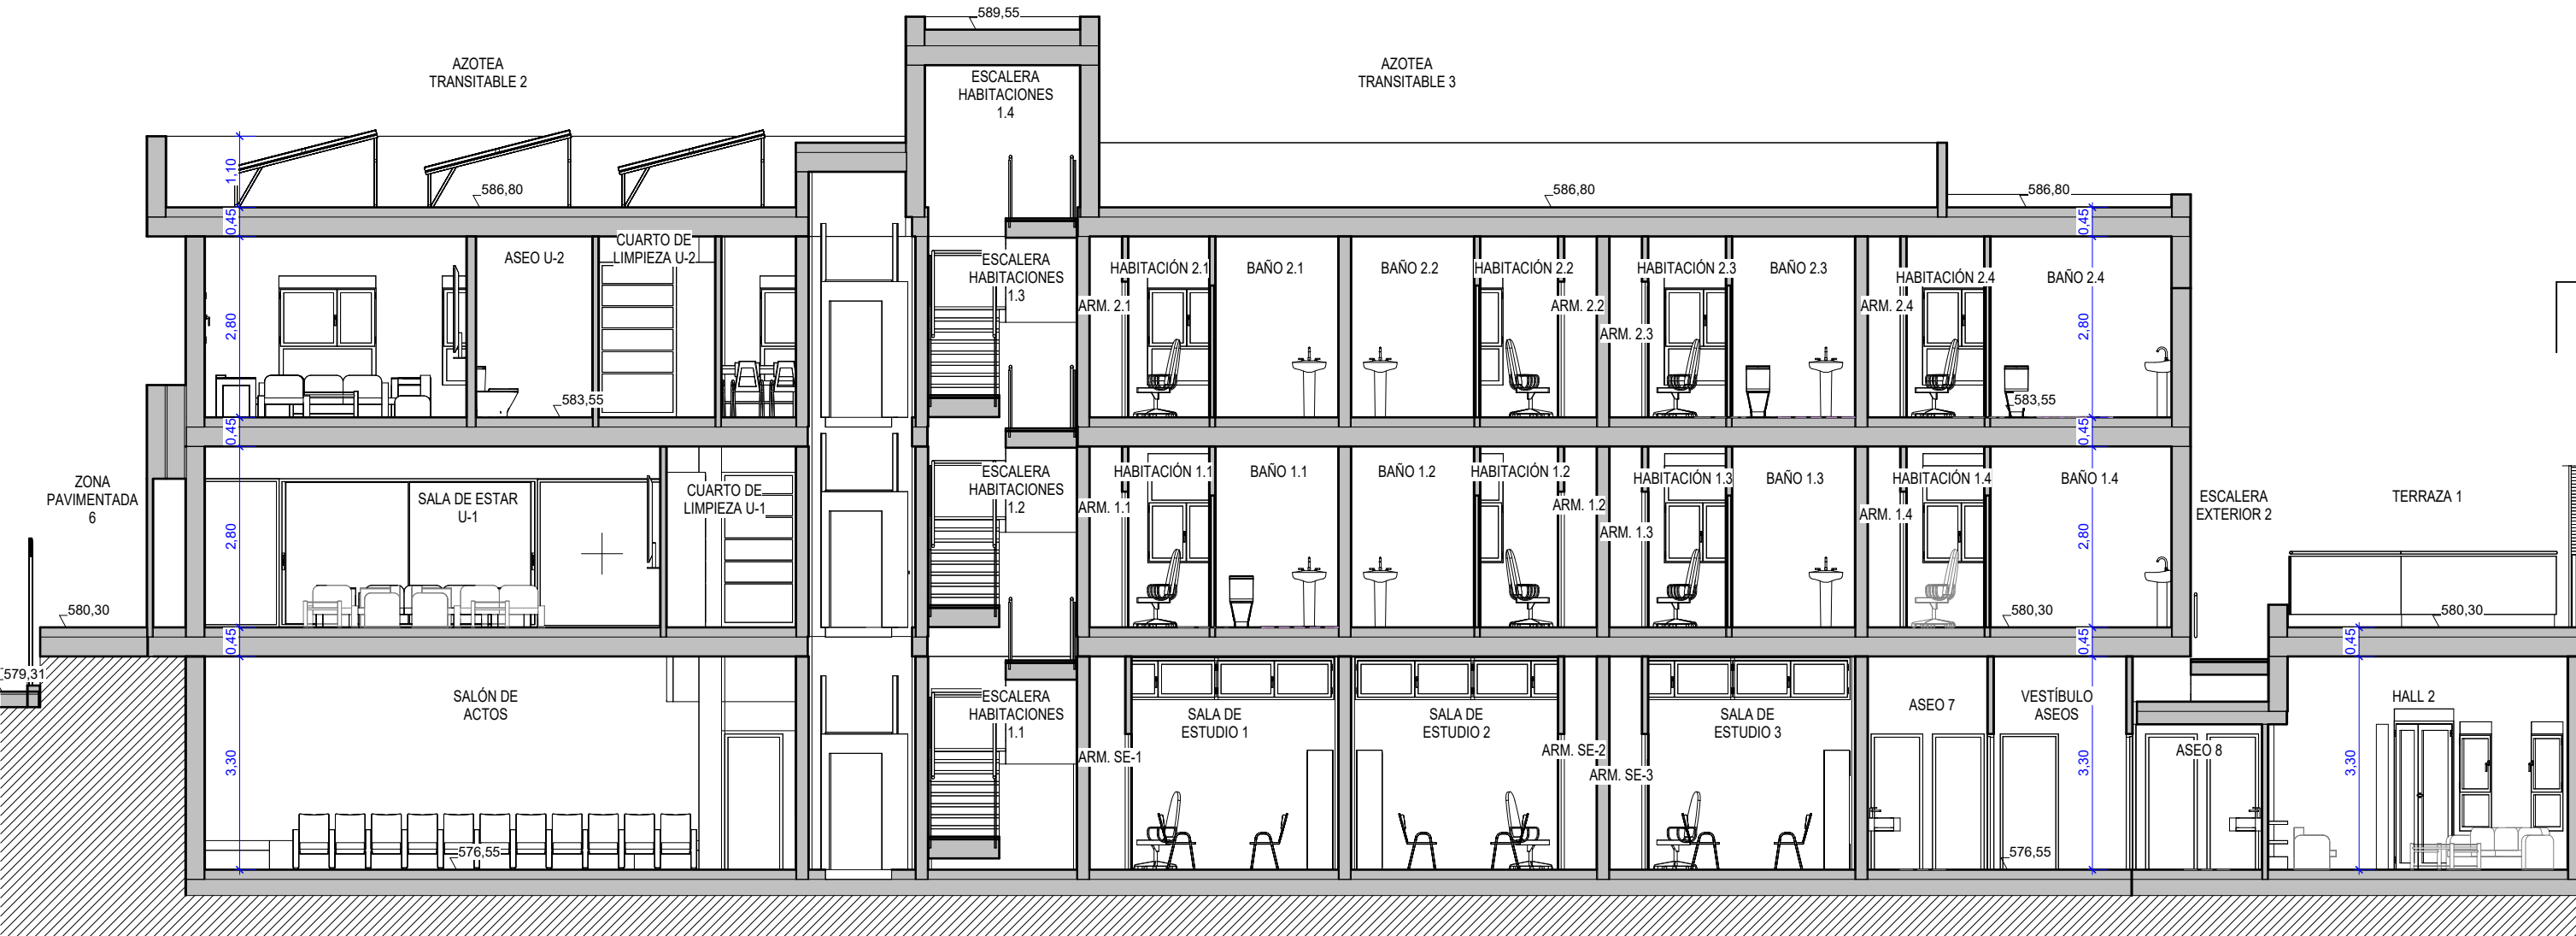 589,55
AZOTEA
TRANSITABLE 2
ESCALERA
HABITACIONES
1.4
AZOTEA
TRANSITABLE 3
1,10
586,80
586,80
586,80
0,45
0,45
ASEO U-2
CUARTO DE
LIMPIEZA U-2
ESCALERA
HABITACIONES
1.3
HABITACIÓN 2.1
BAÑO 2.1
BAÑO 2.2
HABITACIÓN 2.2
HABITACIÓN 2.3
BAÑO 2.3
HABITACIÓN 2.4
BAÑO 2.4
ARM. 2.1
ARM. 2.2
ARM. 2.3
ARM. 2.4
2,80
2,80
583,55
583,55
0,45
0,45
ZONA
PAVIMENTADA
6
SALA DE ESTAR
U-1
CUARTO DE
LIMPIEZA U-1
ESCALERA
HABITACIONES
1.2
HABITACIÓN 1.1
BAÑO 1.1
BAÑO 1.2
HABITACIÓN 1.2
HABITACIÓN 1.3
BAÑO 1.3
HABITACIÓN 1.4
BAÑO 1.4
ARM. 1.1
ARM. 1.2
ARM. 1.3
ARM. 1.4
ESCALERA
EXTERIOR 2
TERRAZA 1
2,80
2,80
580,30
580,30
580,30
0,45
0,45
0,45
579,31
SALÓN DE
ACTOS
ESCALERA
HABITACIONES
1.1
SALA DE
ESTUDIO 1
SALA DE
ESTUDIO 2
SALA DE
ESTUDIO 3
ASEO 7
VESTÍBULO
ASEOS
HALL 2
ARM. SE-1
ARM. SE-2
ARM. SE-3
ASEO 8
3,30
3,30
3,30
576,55
576,55